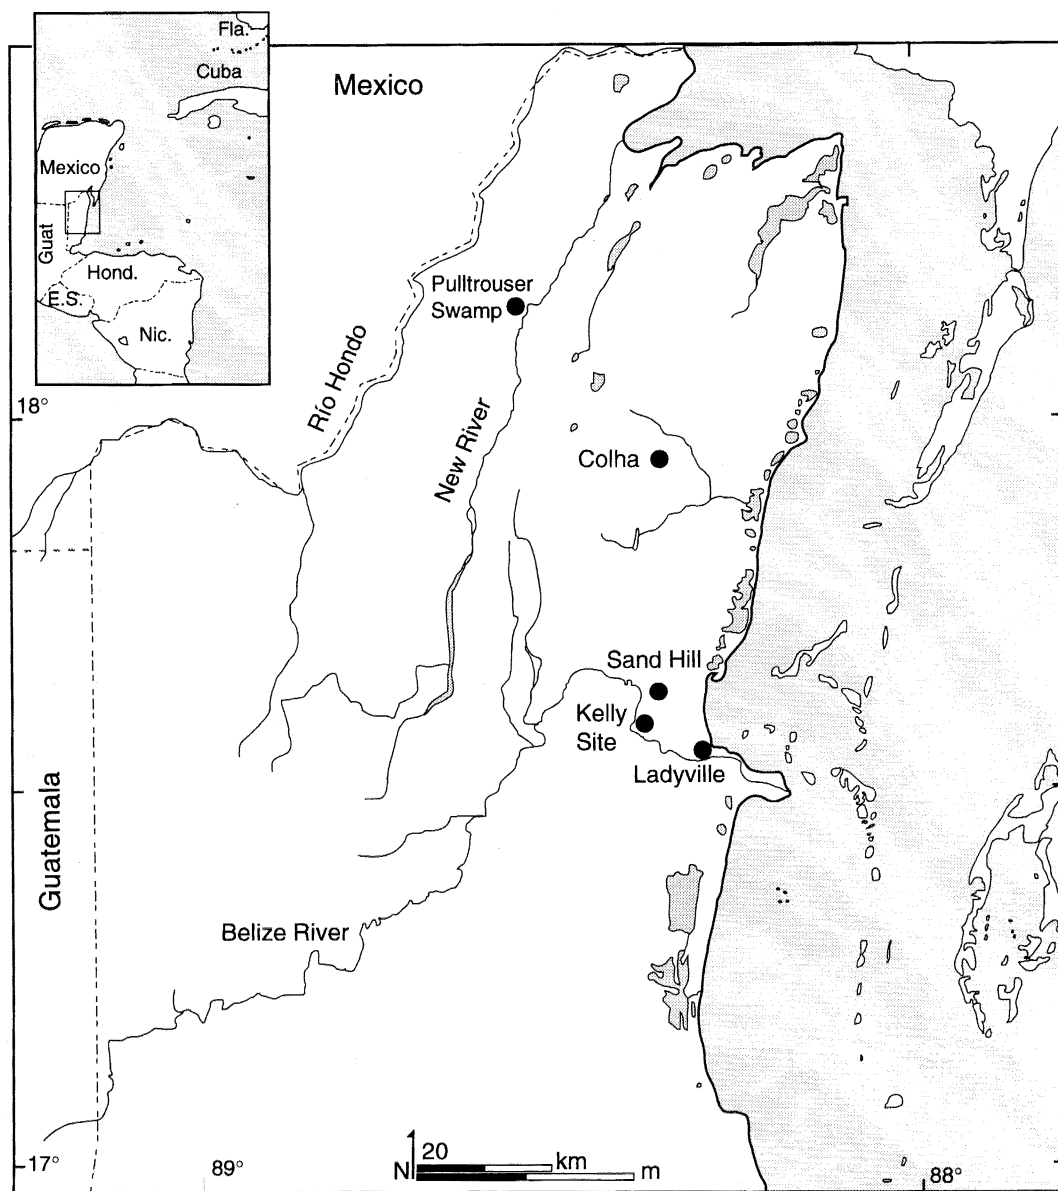 Fla.
Cuba
Mexico
Mexico
Guat
Hond.
E.S.
Nic.
Pulltrouser
Swamp
Río Hondo
18°
New River
Colha
Sand Hill
Kelly
Site
Ladyville
Guatemala
Belize River
20
N
km
m
17°
89°
88°